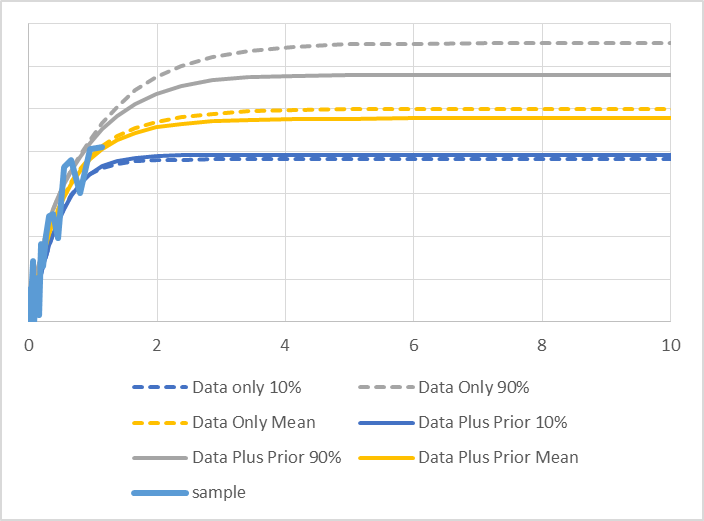 0 2 4 6 8 10
Data only 10% Data Only 90%
Data Only Mean Data Plus Prior 10%
Data Plus Prior 90% Data Plus Prior Mean
sample